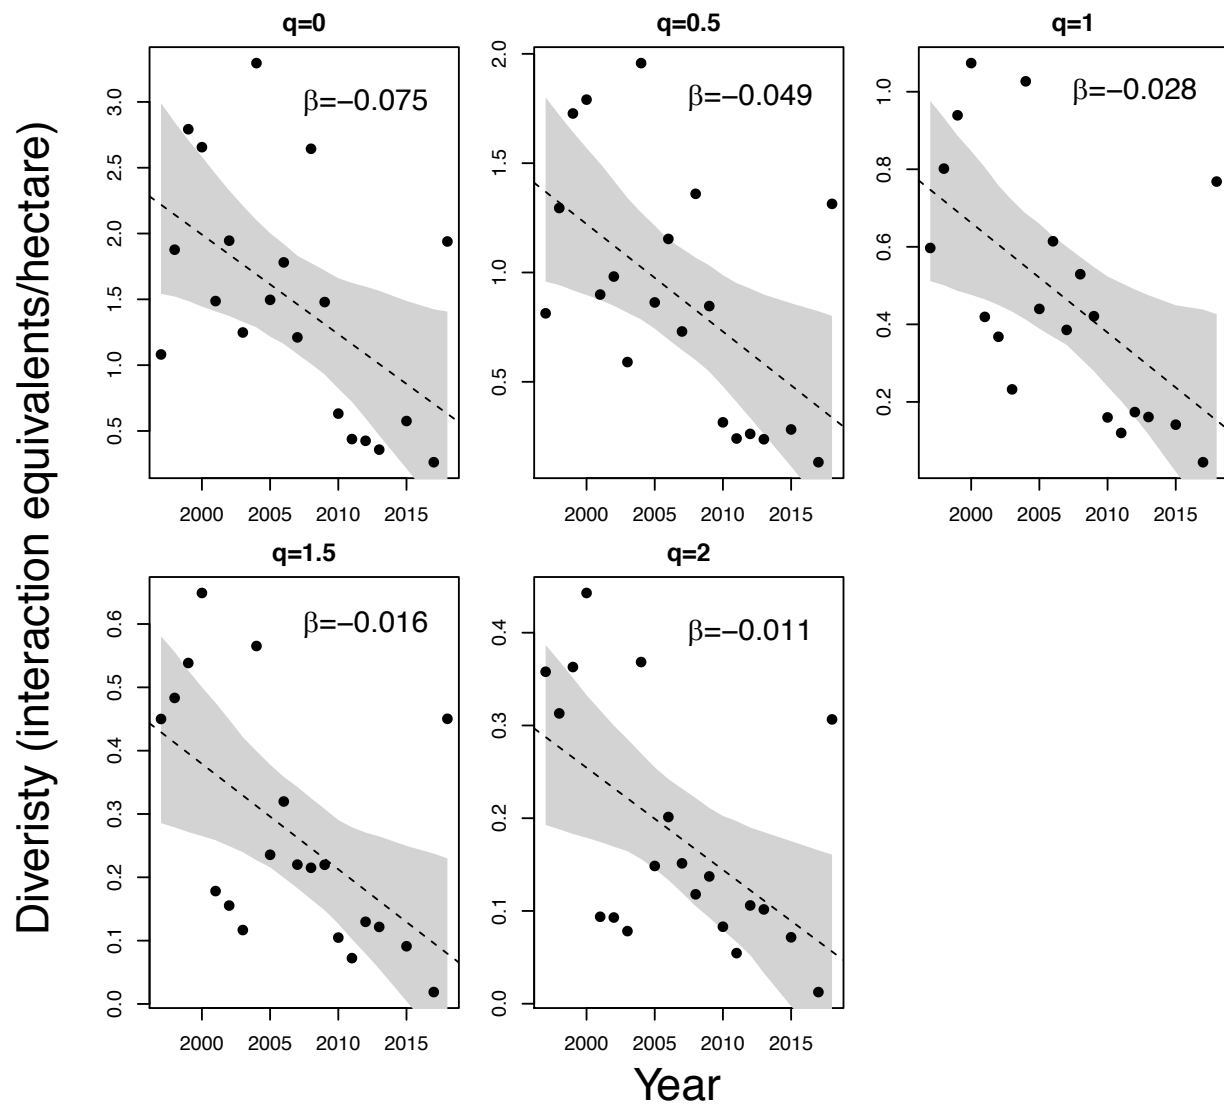 q=0
q=0.5
q=1
β=−0.075
β=−0.049
β=−0.028
3.0
2.5
2.0
1.5
1.0
0.5
2.0
1.5
1.0
0.5
1.0
0.8
0.6
0.4
0.2
2000 2005 2010 2015
2000 2005 2010 2015
2000 2005 2010 2015
q=1.5
q=2
β=−0.016
β=−0.011
0.6
0.5
0.4
0.3
0.2
0.1
0.0
0.4
0.3
0.2
0.1
0.0
2000 2005 2010 2015
2000 2005 2010 2015
Diveristy (interaction equivalents/hectare)
Year